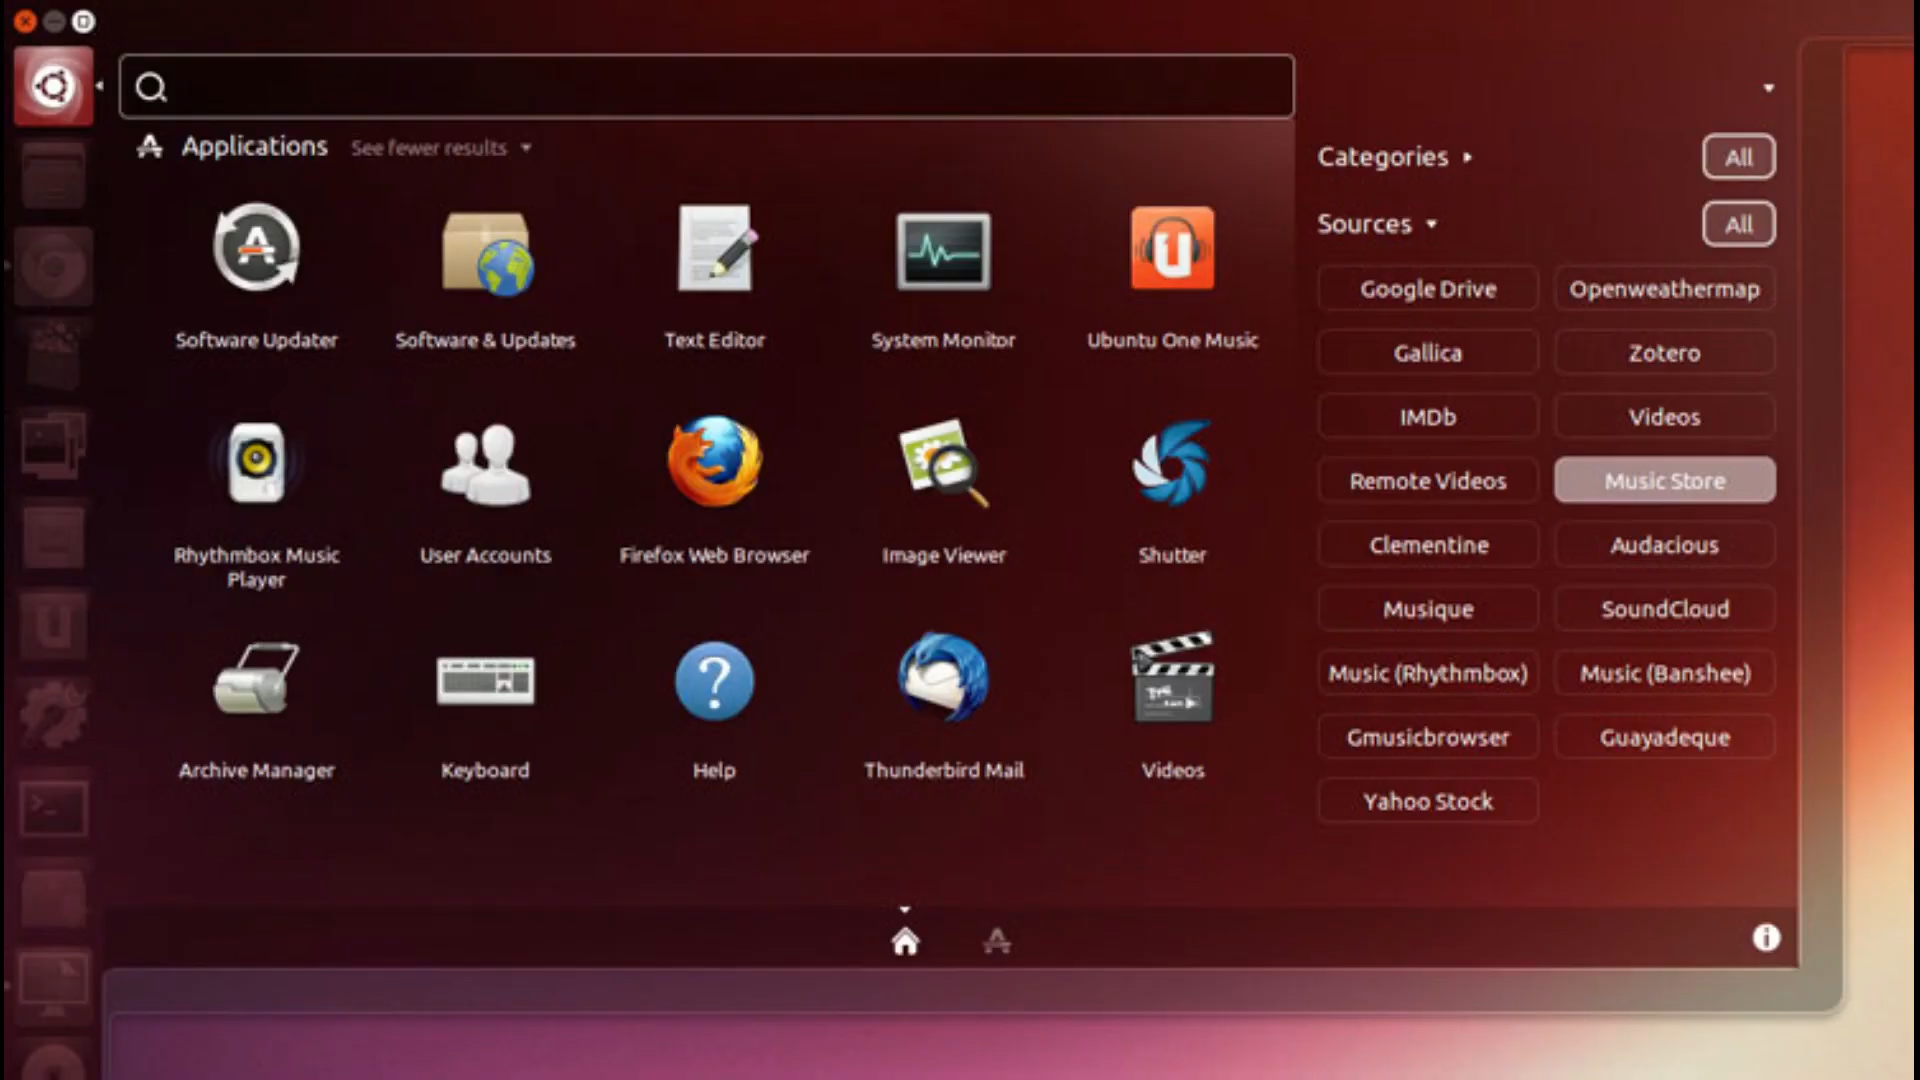 Applications See fewer results
Software Updater
Software & Updates
Text Editor
System Monitor
Ubuntu One Music
Rhythmbox Music
Player
User Accounts
Firefox Web Browser
Image Viewer
Shutter
Archive Manager
Keyboard
Help
Thunderbird Mail
Videos
Categories All
Sources All
Google Drive
Openweathermap
Gallica
Zotero
IMDb
Videos
Remote Videos
Music Store
Clementine
Audacious
Musique
SoundCloud
Music (Rhythmbox)
Music (Banshee)
Gmusicbrowser
Guayadeque
Yahoo Stock